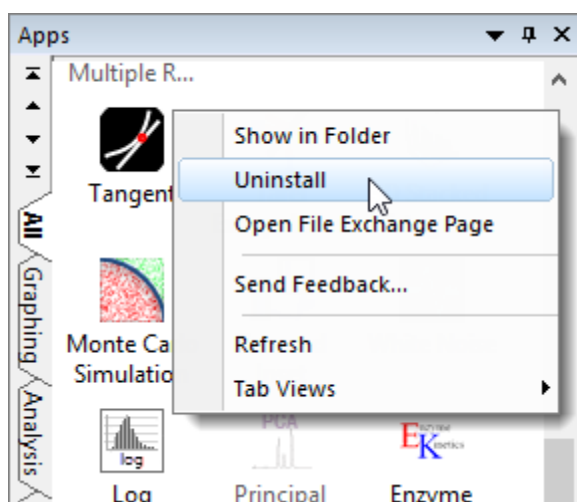 Apps
Multiple R...
Tangent
Show in Folder
Uninstall
Open File Exchange Page
Send Feedback...
Refresh
Tab Views
All
Graphing
Analysis
Monte Ca
Simulatio
log
Log
PCA
Principal
Enzyme
Kinetics
Enzyme